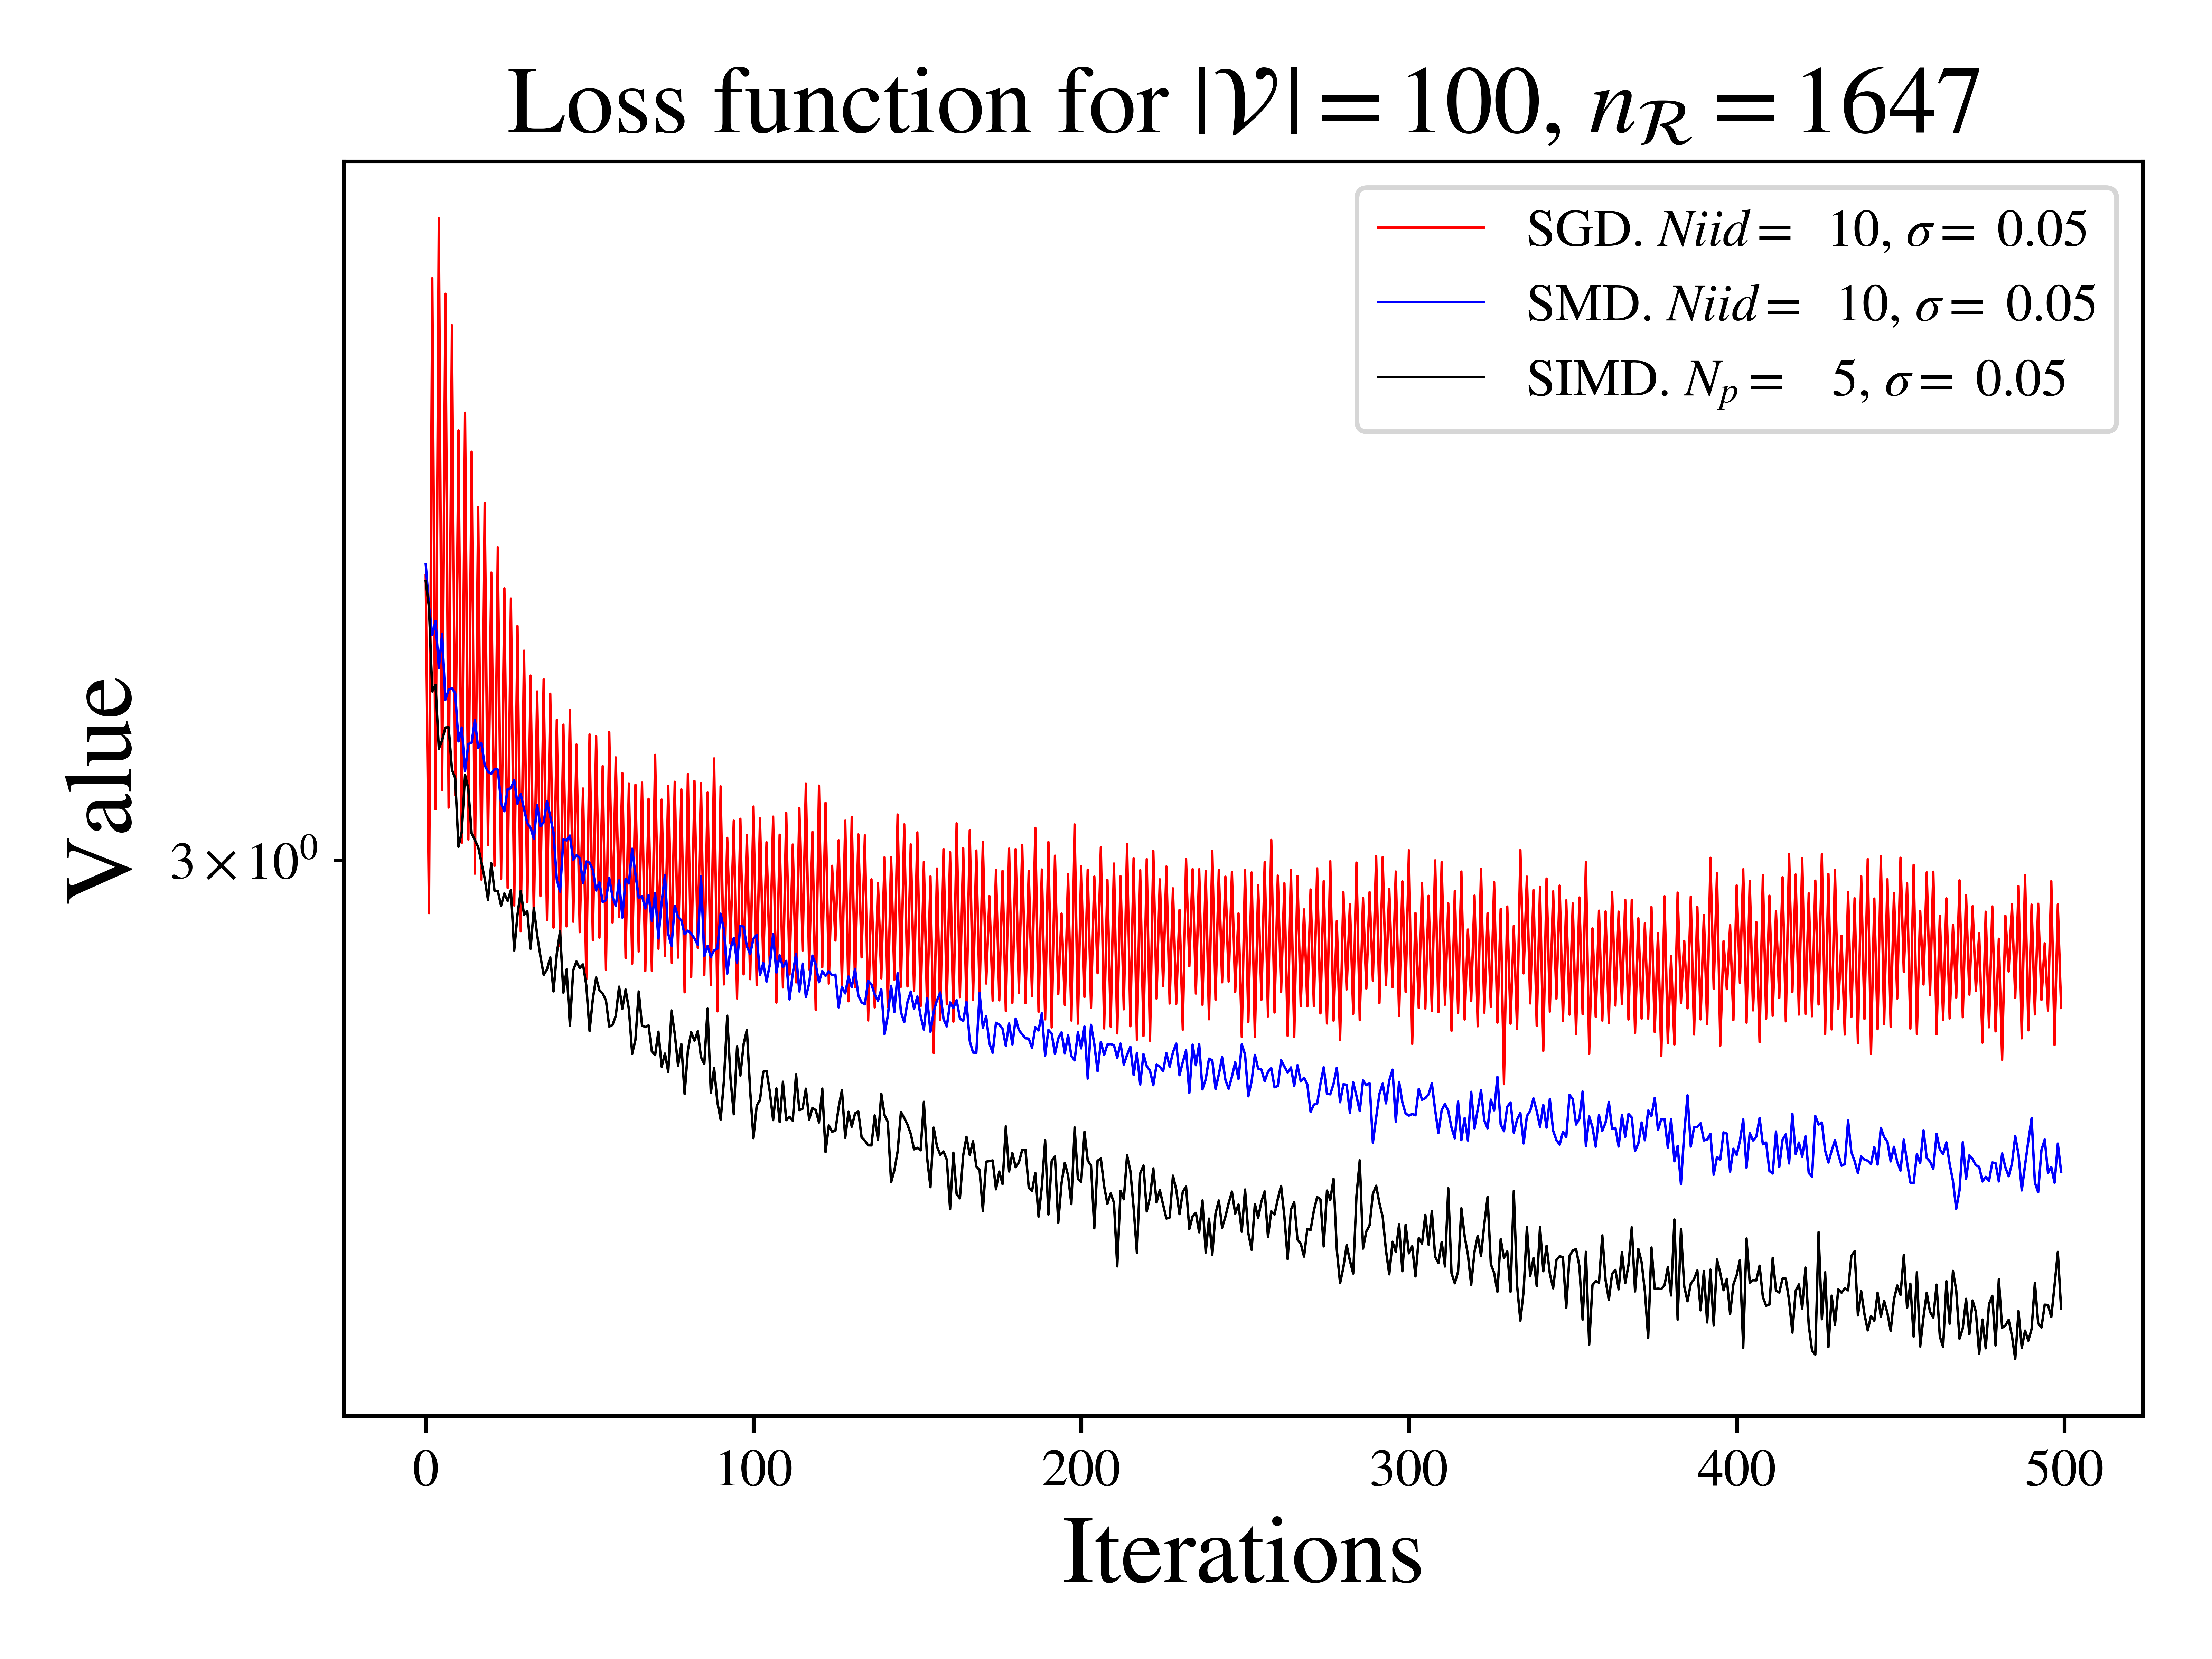 Loss function for |𝒱| = 100, n_ℛ = 1647
SGD. Niid = 10, σ = 0.05
SMD. Niid = 10, σ = 0.05
SIMD. N_p = 5, σ = 0.05
Value
3 × 10⁰
0 100 200 300 400 500
Iterations